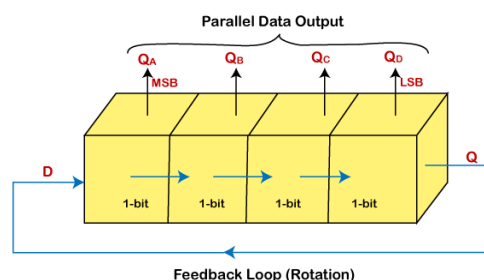 Parallel Data Output
QA QB QC QD
MSB LSB
D Q
1-bit 1-bit 1-bit 1-bit
Feedback Loop (Rotation)